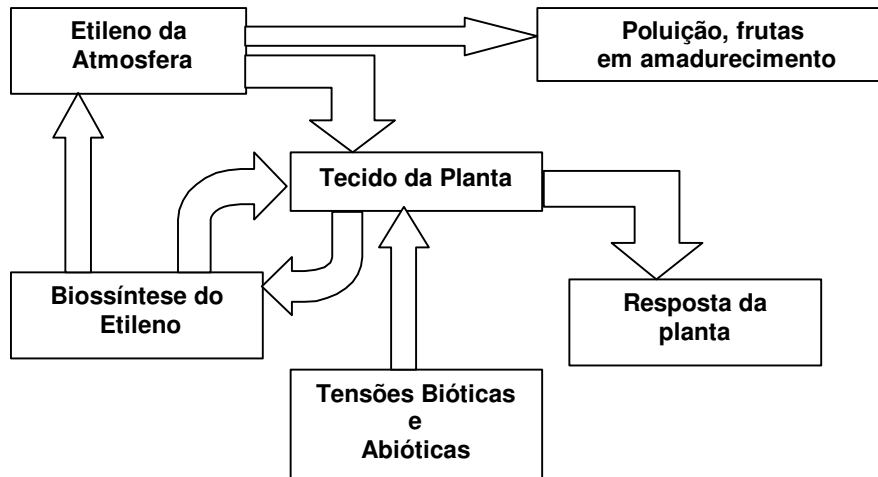 Etileno da
Atmosfera
Poluição, frutas
em amadurecimento
Tecido da Planta
Biossíntese do
Etileno
Resposta da
planta
Tensões Bióticas
e
Abióticas